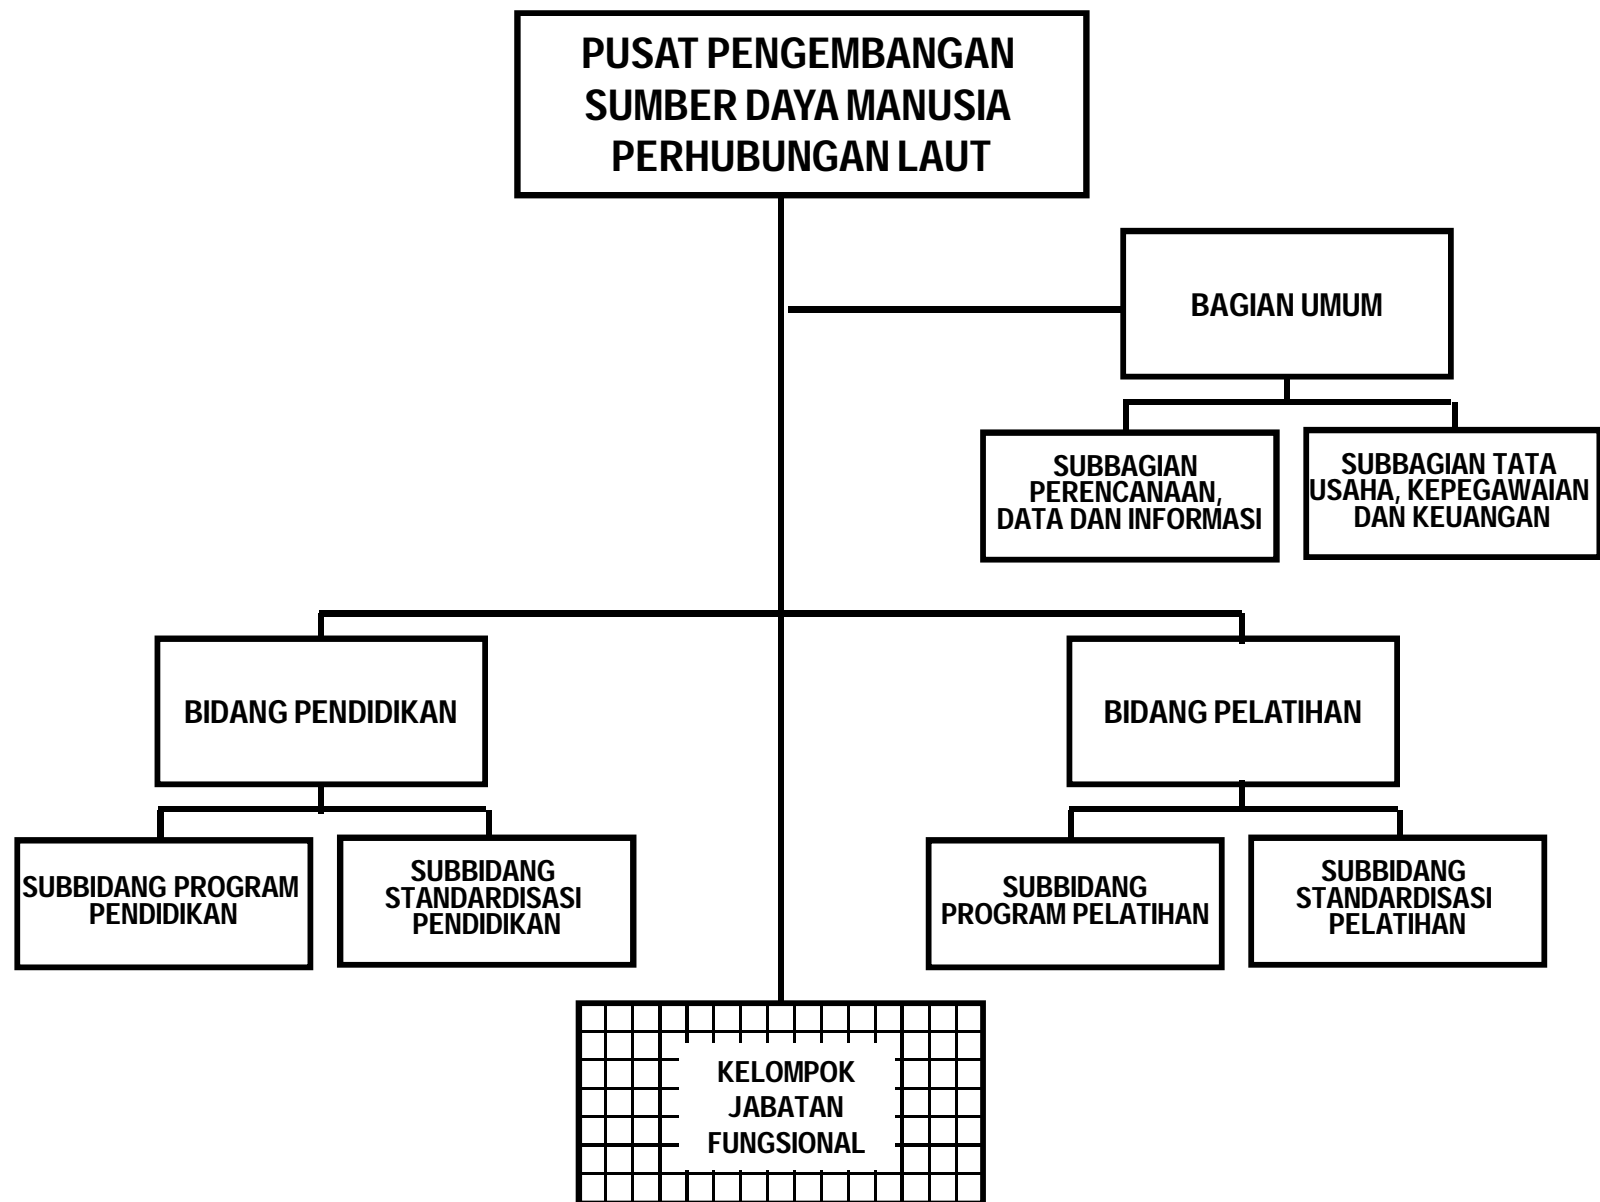 PUSAT PENGEMBANGAN
SUMBER DAYA MANUSIA
PERHUBUNGAN LAUT
BAGIAN UMUM
SUBBAGIAN
PERENCANAAN,
DATA DAN INFORMASI
SUBBAGIAN TATA
USAHA, KEPEGAWAIAN
DAN KEUANGAN
BIDANG PENDIDIKAN
BIDANG PELATIHAN
SUBBIDANG PROGRAM
PENDIDIKAN
SUBBIDANG
STANDARDISASI
PENDIDIKAN
SUBBIDANG
PROGRAM PELATIHAN
SUBBIDANG
STANDARDISASI
PELATIHAN
KELOMPOK
JABATAN
FUNGSIONAL